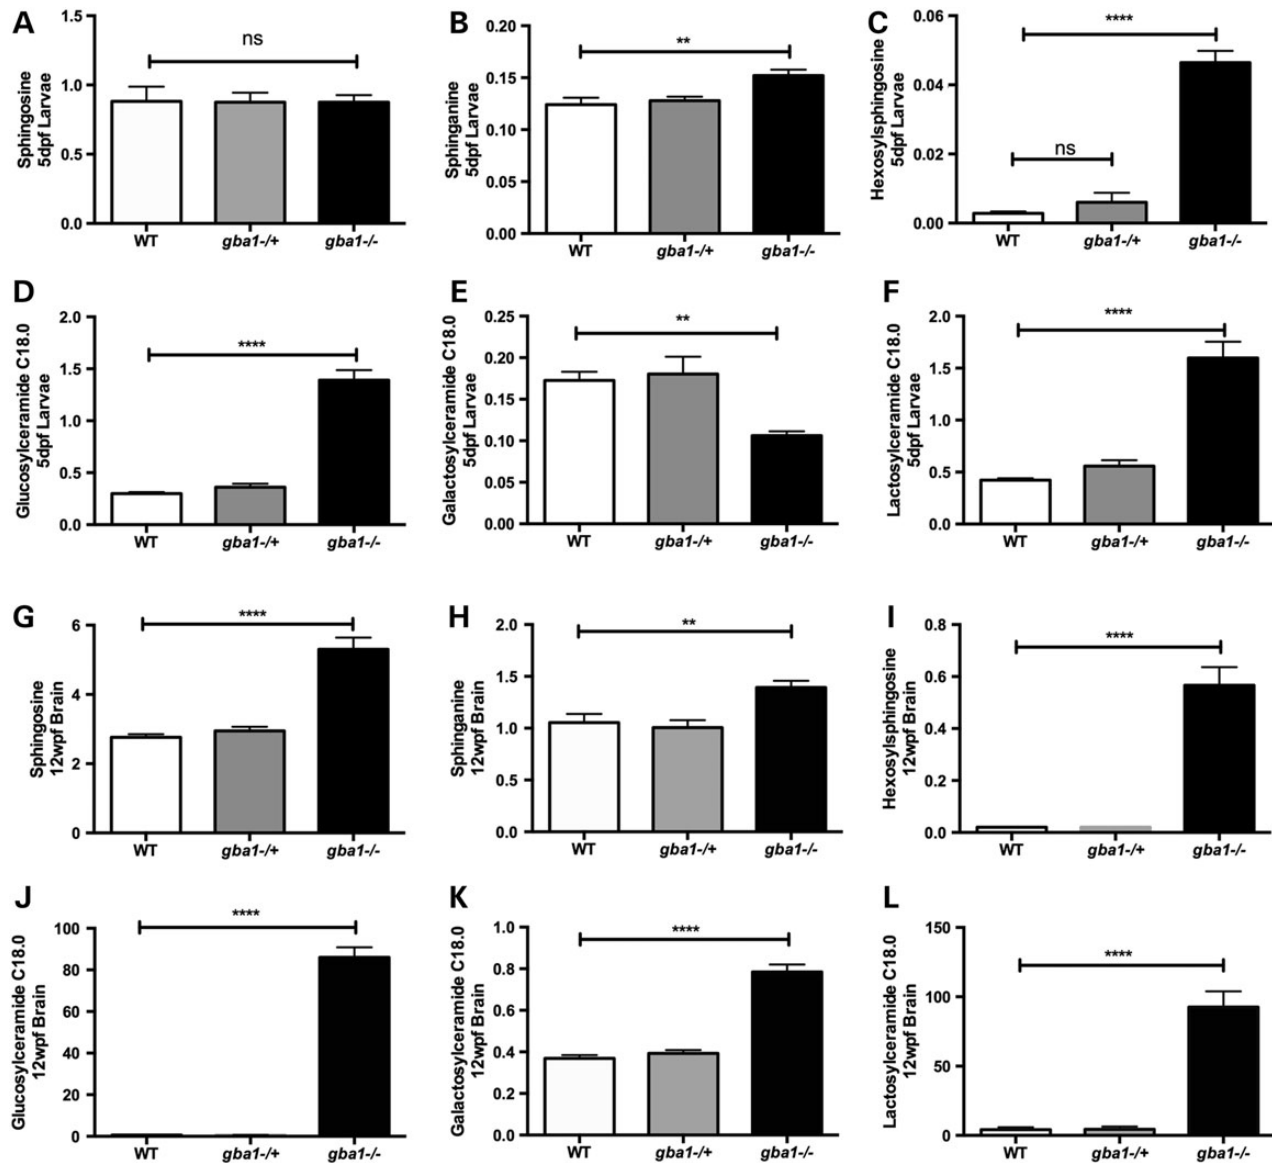 A
Sphingosine
5dpf Larvae
1.5
1.0
0.5
0.0
ns
WT
gba1-/+
gba1-/-
B
Sphinganine
5dpf Larvae
0.20
0.15
0.10
0.05
0.00
**
WT
gba1-/+
gba1-/-
C
Hexosylsphingosine
5dpf Larvae
0.06
0.04
0.02
0.00
****
ns
WT
gba1-/+
gba1-/-
D
Glucosylceramide C18.0
5dpf Larvae
2.0
1.5
1.0
0.5
0.0
****
WT
gba1-/+
gba1-/-
E
Galactosylceramide C18.0
5dpf Larvae
0.25
0.20
0.15
0.10
0.05
0.00
**
WT
gba1-/+
gba1-/-
F
Lactosylceramide C18.0
5dpf Larvae
2.0
1.5
1.0
0.5
0.0
****
WT
gba1-/+
gba1-/-
G
Sphingosine
12wpf Brain
6
4
2
0
****
WT
gba1-/+
gba1-/-
H
Sphinganine
12wpf Brain
2.0
1.5
1.0
0.5
0.0
**
WT
gba1-/+
gba1-/-
I
Hexosylsphingosine
12wpf Brain
0.8
0.6
0.4
0.2
0.0
****
WT
gba1-/+
gba1-/-
J
Glucosylceramide C18.0
12wpf Brain
100
80
60
40
20
0
****
WT
gba1-/+
gba1-/-
K
Galactosylceramide C18.0
12wpf Brain
1.0
0.8
0.6
0.4
0.2
0.0
****
WT
gba1-/+
gba1-/-
L
Lactosylceramide C18.0
12wpf Brain
150
100
50
0
****
WT
gba1-/+
gba1-/-